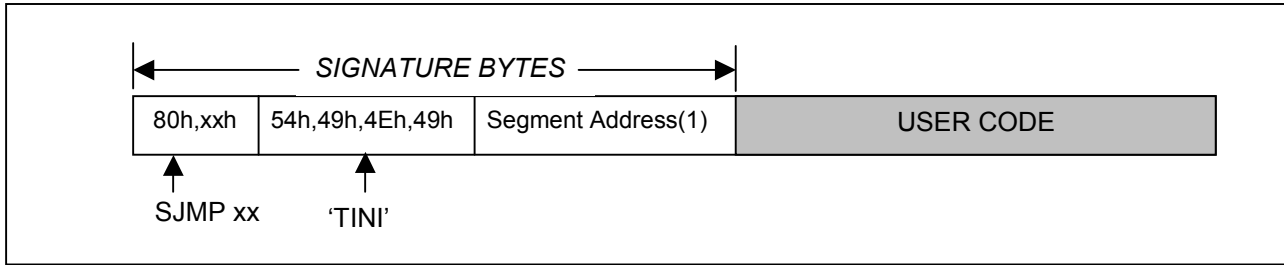 SIGNATURE BYTES
80h,xxh
54h,49h,4Eh,49h
Segment Address(1)
USER CODE
SJMP xx
‘TINI’